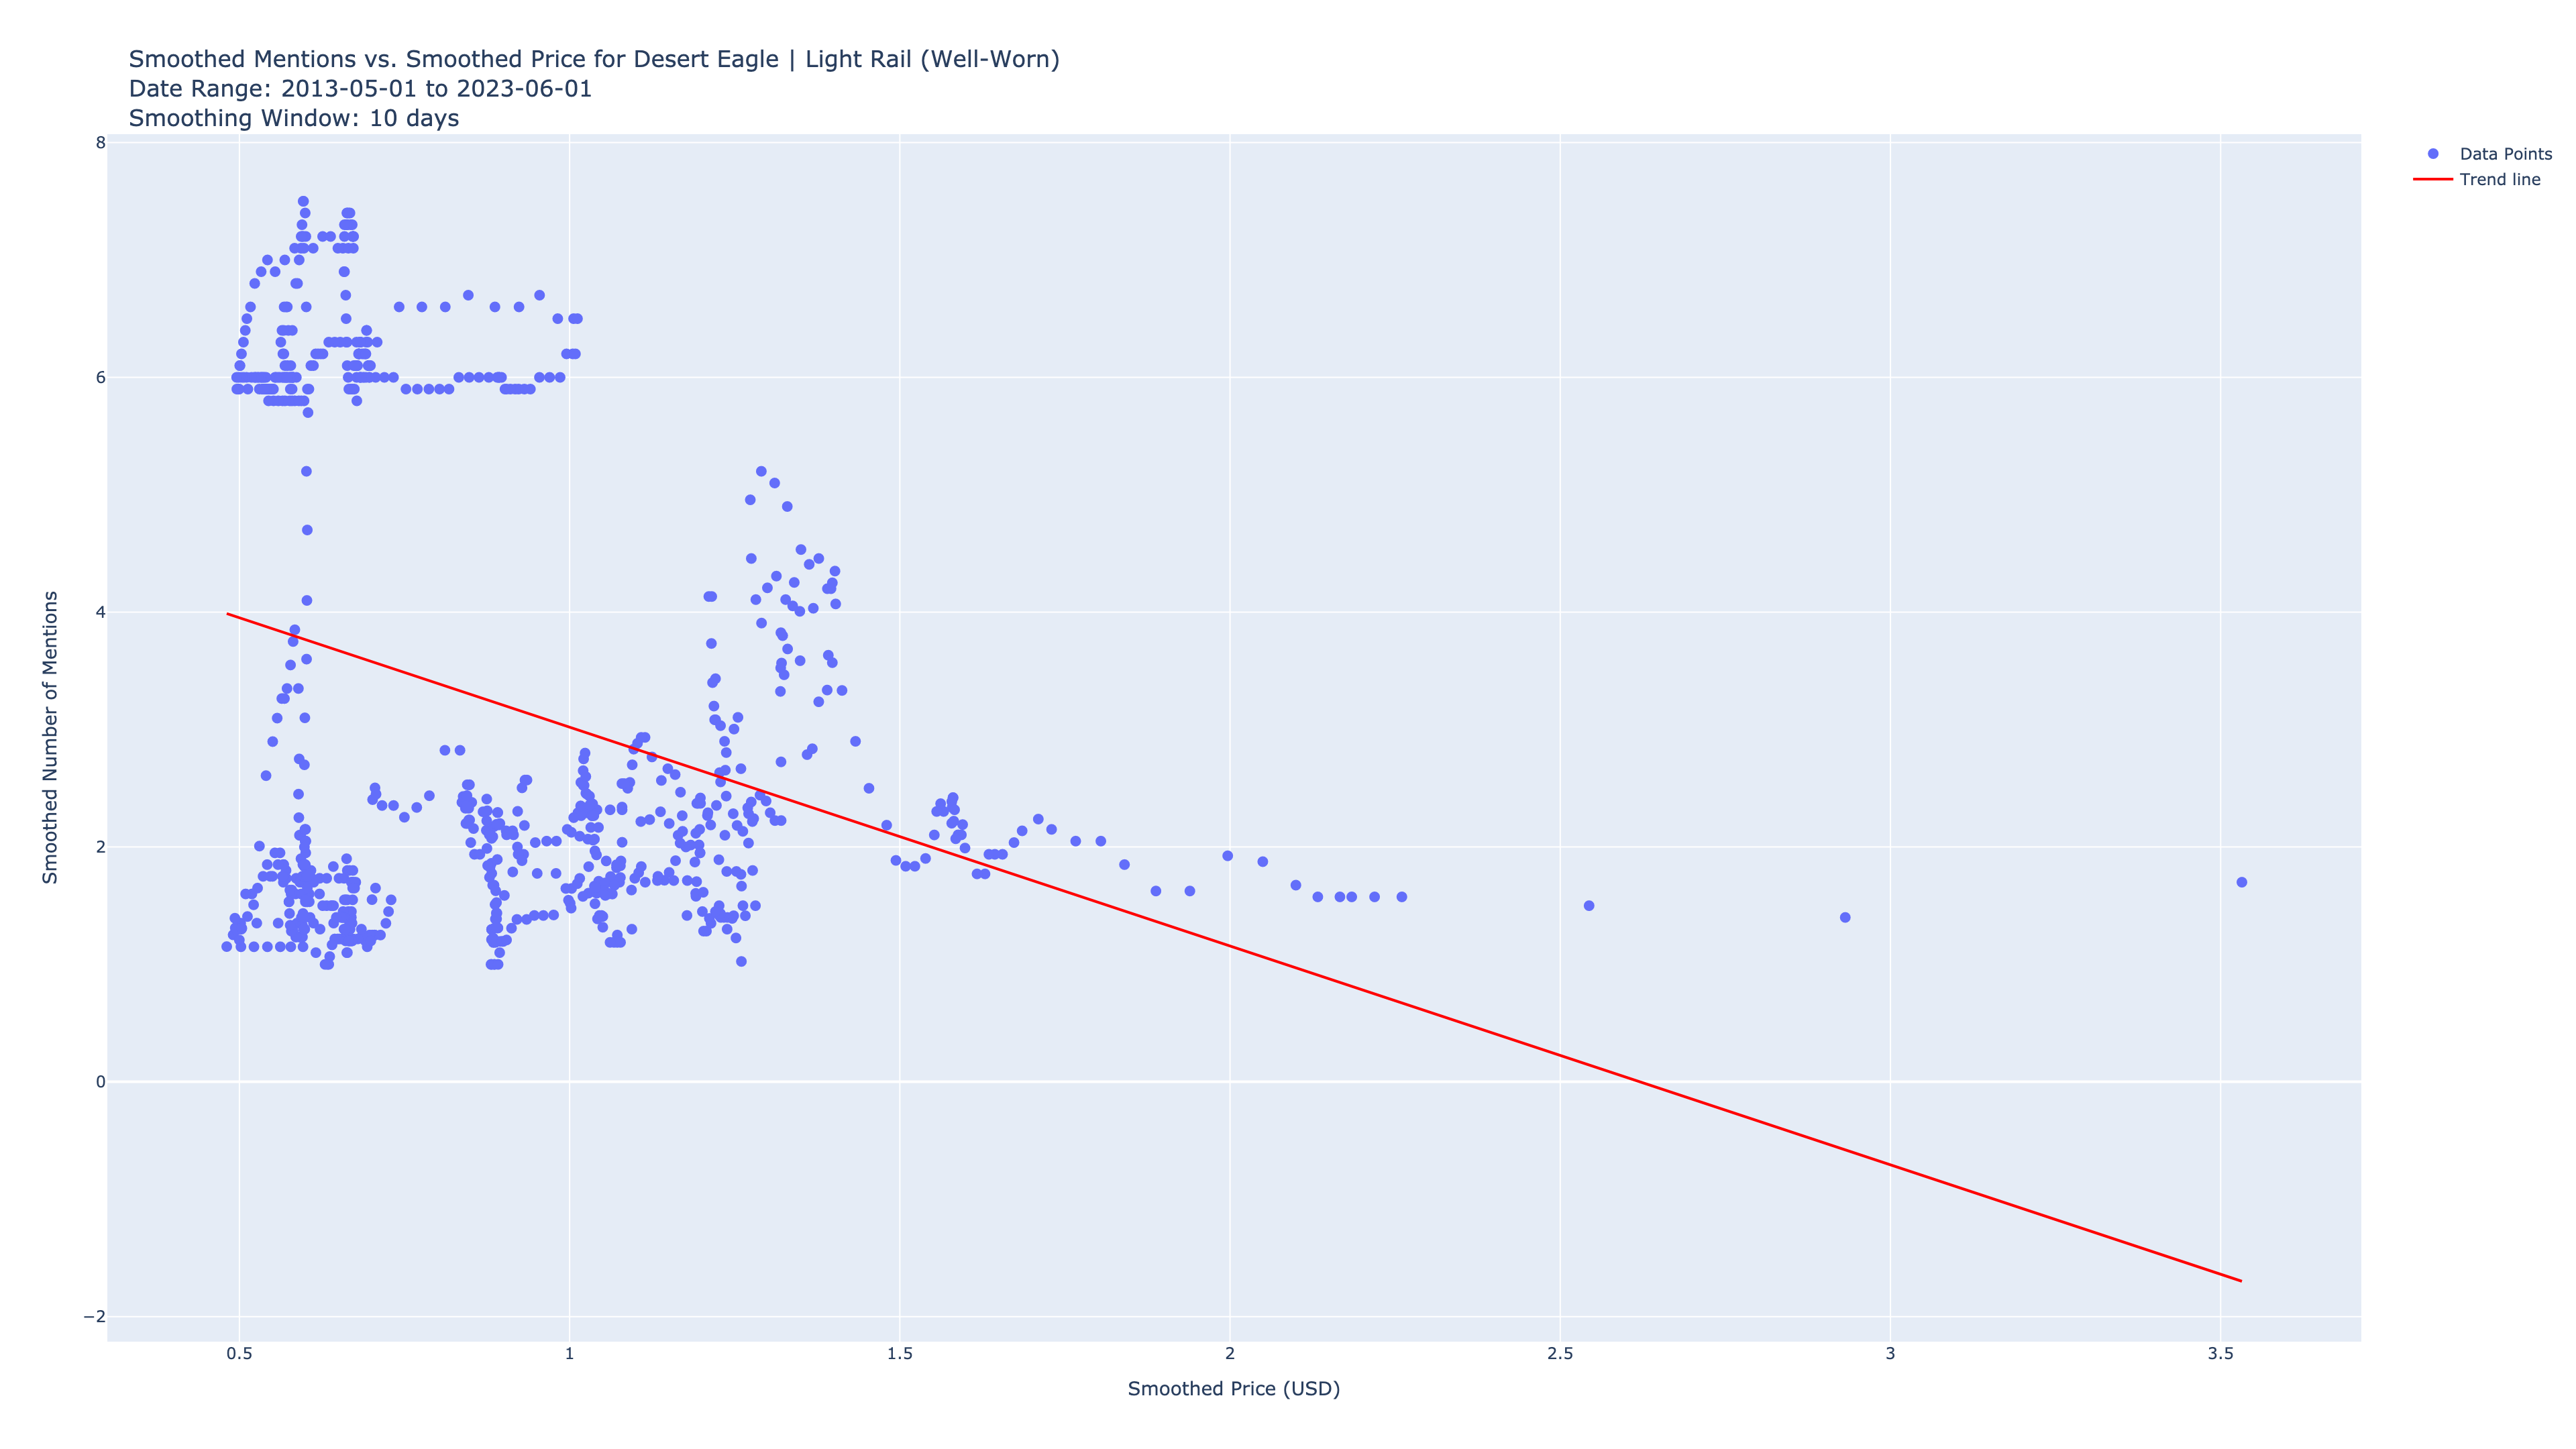 Smoothed Mentions vs. Smoothed Price for Desert Eagle | Light Rail (Well-Worn)
Date Range: 2013-05-01 to 2023-06-01
Smoothing Window: 10 days
Data Points
Trend line
8
6
4
2
0
−2
Smoothed Number of Mentions
0.5
1
1.5
2
2.5
3
3.5
Smoothed Price (USD)